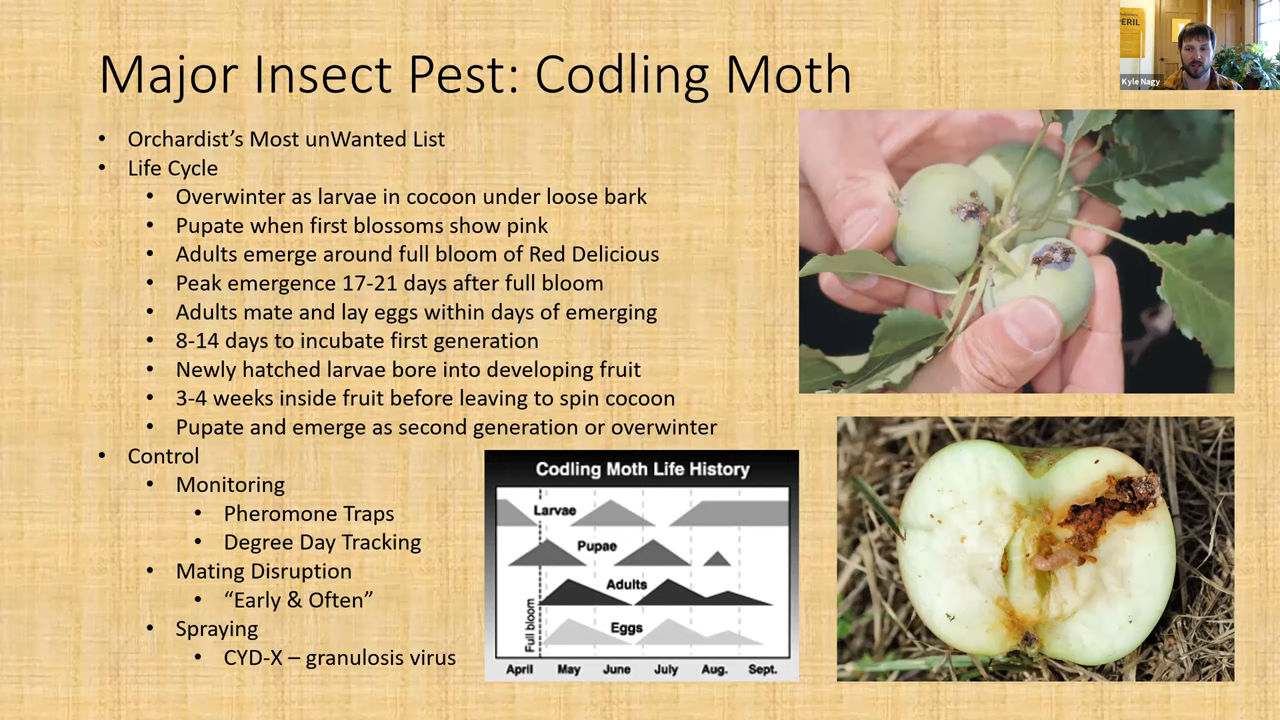 Major Insect Pest: Codling Moth
PERIL
Kyle Nagy
• Orchardist’s Most unWanted List
• Life Cycle
• Overwinter as larvae in cocoon under loose bark
• Pupate when first blossoms show pink
• Adults emerge around full bloom of Red Delicious
• Peak emergence 17-21 days after full bloom
• Adults mate and lay eggs within days of emerging
• 8-14 days to incubate first generation
• Newly hatched larvae bore into developing fruit
• 3-4 weeks inside fruit before leaving to spin cocoon
• Pupate and emerge as second generation or overwinter
• Control
• Monitoring
• Pheromone Traps
• Degree Day Tracking
• Mating Disruption
• “Early & Often”
• Spraying
• CYD-X – granulosis virus
Codling Moth Life History
Larvae
Pupae
Adults
Eggs
Full bloom
April May June July Aug. Sept.